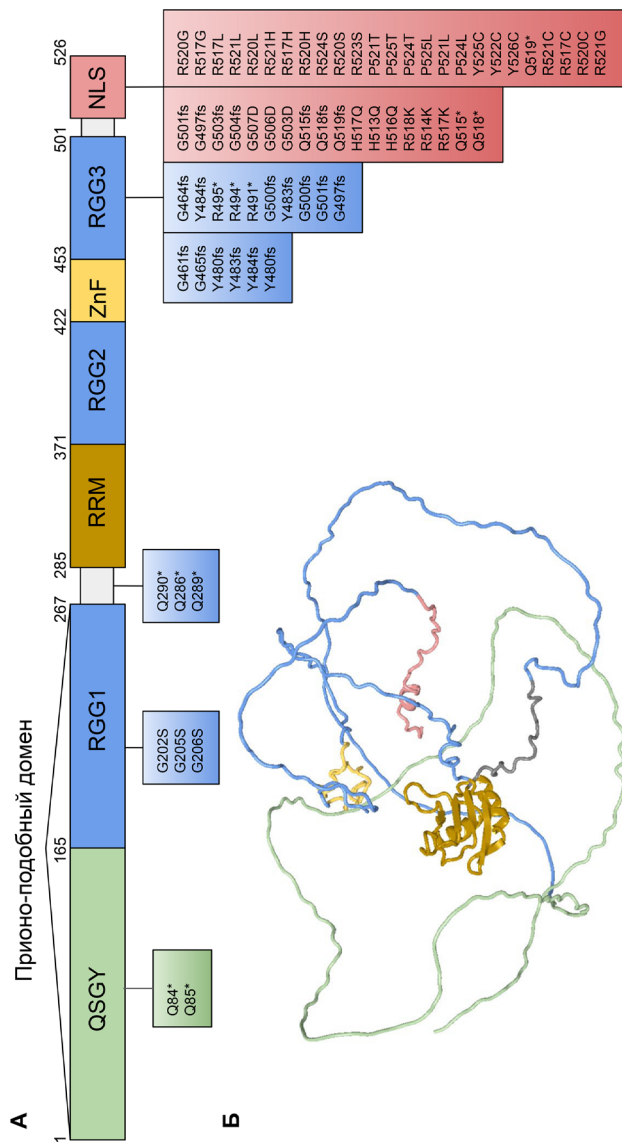 А
Прионо-подобный домен
1
165
267
285
371
422
453
501
526
QSGY
RGG1
RRM
RGG2
ZnF
RGG3
NLS
Q84*
Q85*
G202S
G205S
G206S
Q290*
Q286*
Q289*
G461fs
G465fs
Y480fs
Y483fs
Y484fs
Y480fs
G464fs
Y484fs
R495*
R494*
R491*
G500fs
Y483fs
G500fs
G501fs
G497fs
G501fs
G497fs
G503fs
G504fs
G507D
G506D
G503D
Q515fs
Q518fs
Q519fs
H517Q
H513Q
H516Q
R518K
R514K
R517K
Q515*
Q518*
R520G
R517G
R517L
R521L
R520L
R521H
R517H
R520H
R524S
R520S
R523S
P521T
P525T
P524T
P525L
P521L
P524L
Y525C
Y522C
Y526C
Q519*
R521C
R517C
R520C
R521G
Б